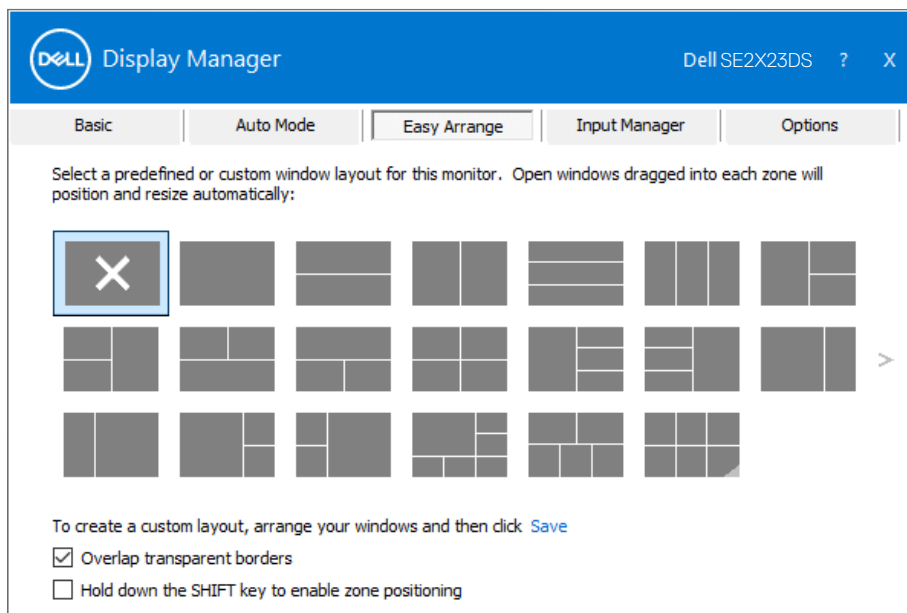 DELL Display Manager Dell SE2X23DS ? X
Basic Auto Mode Easy Arrange Input Manager Options
Select a predefined or custom window layout for this monitor. Open windows dragged into each zone will
position and resize automatically:
>
To create a custom layout, arrange your windows and then click Save
Overlap transparent borders
Hold down the SHIFT key to enable zone positioning